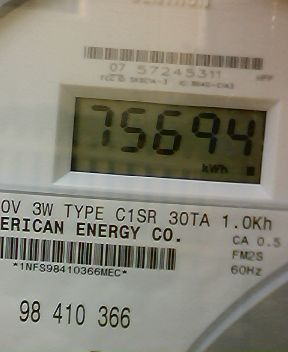 07 57245311
75694
kWh
0V 3W TYPE C1SR 30TA 1.0Kh
ERICAN ENERGY CO.
CA 0.5
FM2S
*1NFS98410366MEC*
60Hz
98 410 366